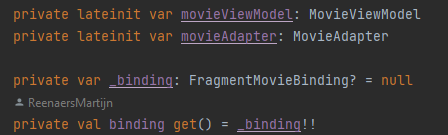 private lateinit var movieViewModel: MovieViewModel
private lateinit var movieAdapter: MovieAdapter
private var _binding: FragmentMovieBinding? = null
ReenaersMartijn
private val binding get() = _binding!!